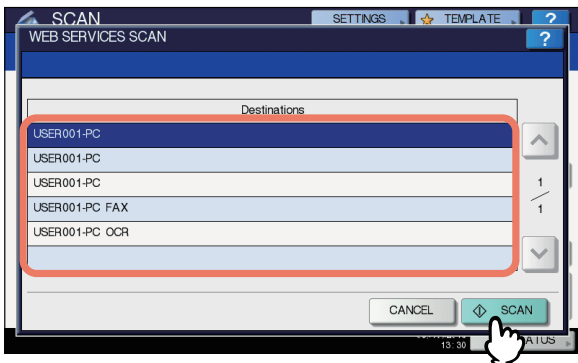 SCAN SETTINGS TEMPLATE ?
WEB SERVICES SCAN ?
Destinations
USER001-PC
USER001-PC
USER001-PC
USER001-PC FAX
USER001-PC OCR
1
1
CANCEL SCAN
13:30